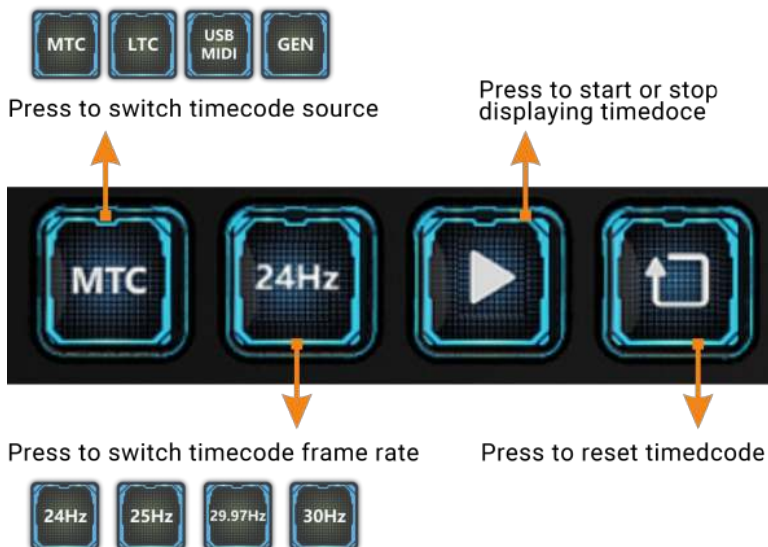 MTC LTC USB MIDI GEN
Press to switch timecode source
Press to start or stop
displaying timedoce
MTC 24Hz
Press to switch timecode frame rate
Press to reset timedcode
24Hz 25Hz 29.97Hz 30Hz